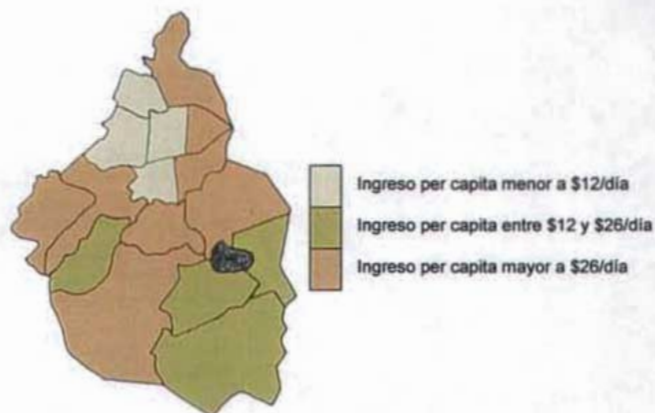 Ingreso per capita menor a $12/día
Ingreso per capita entre $12 y $26/día
Ingreso per capita mayor a $26/día